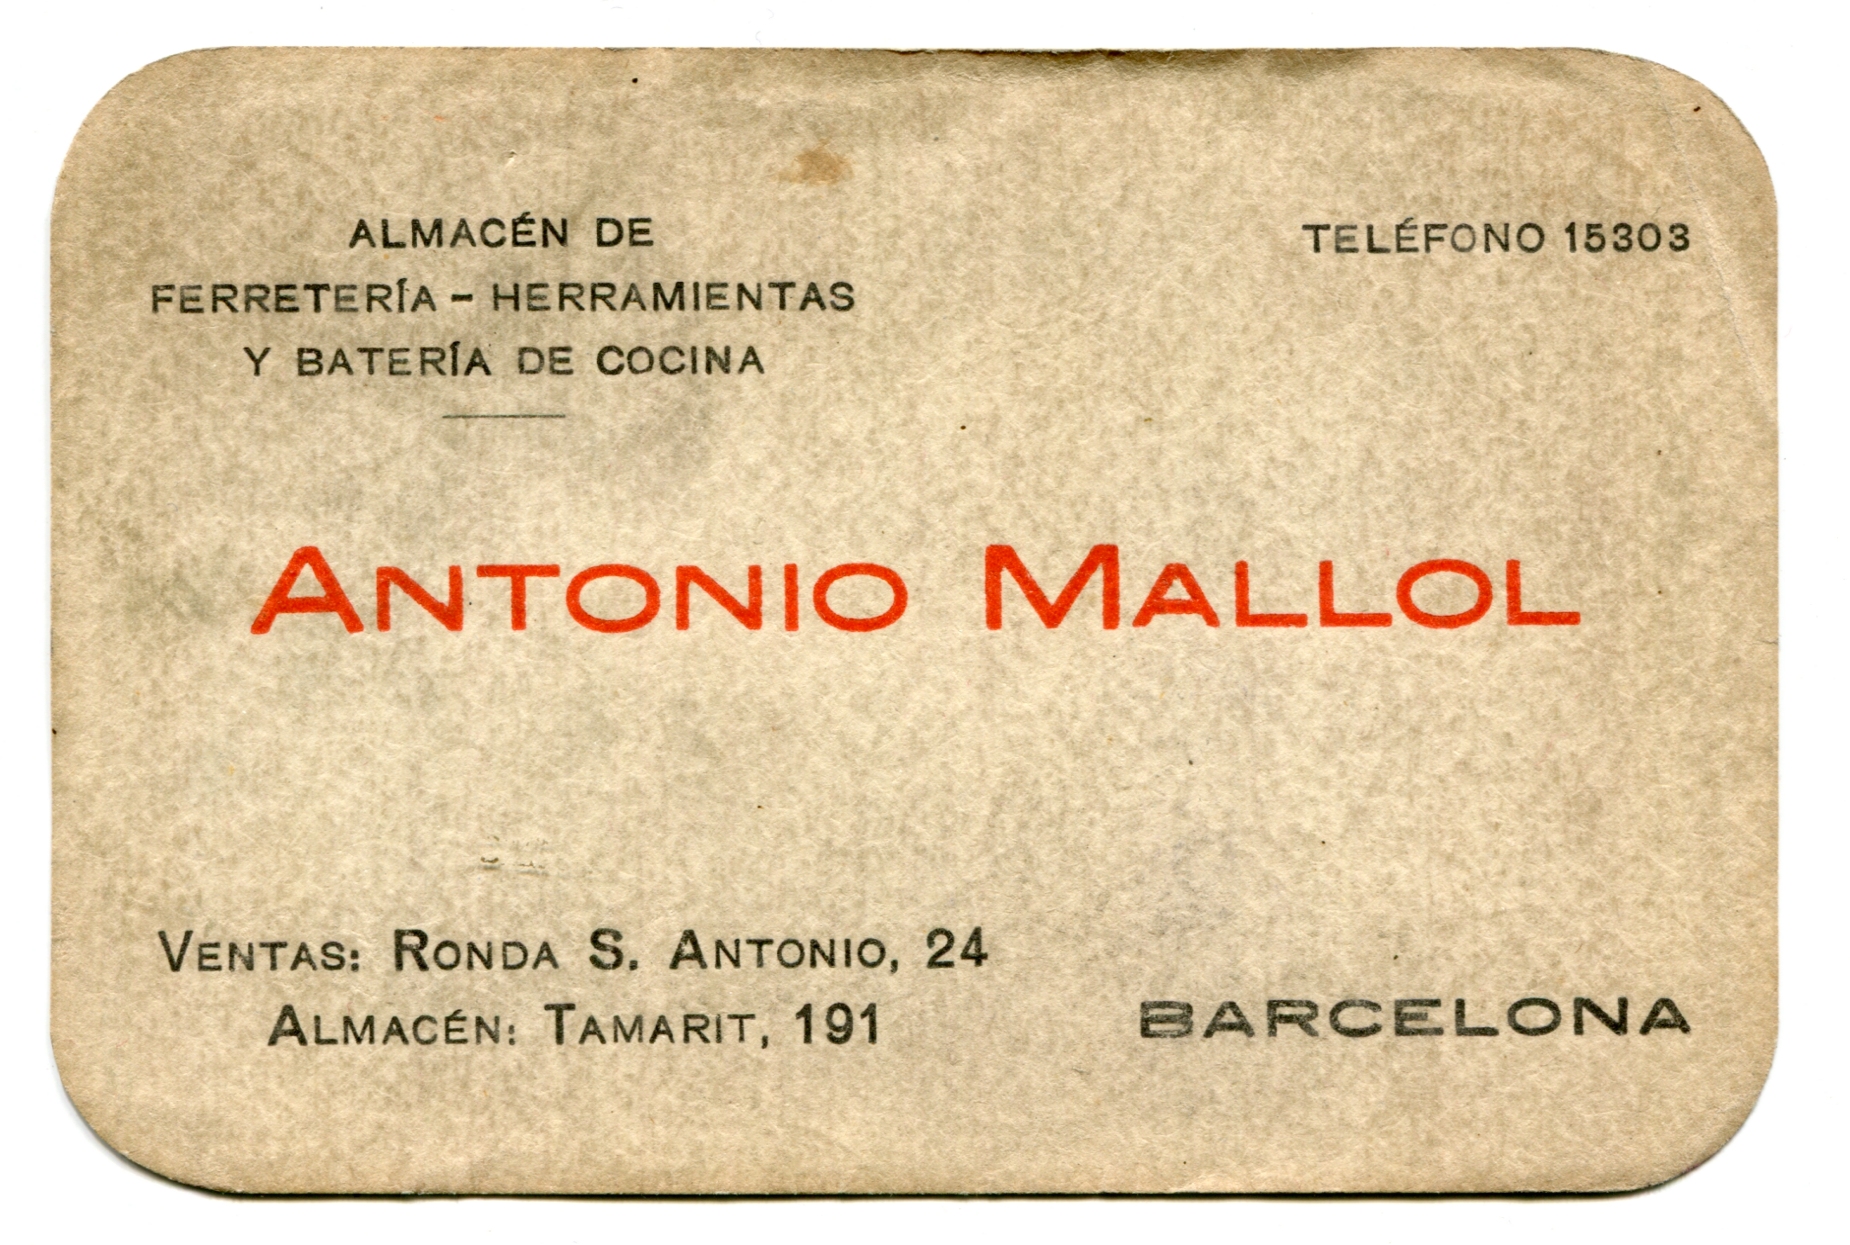 ALMACÉN DE
FERRETERÍA - HERRAMIENTAS
Y BATERÍA DE COCINA
TELÉFONO 15303
ANTONIO MALLOL
VENTAS: RONDA S. ANTONIO, 24
ALMACÉN: TAMARIT, 191
BARCELONA